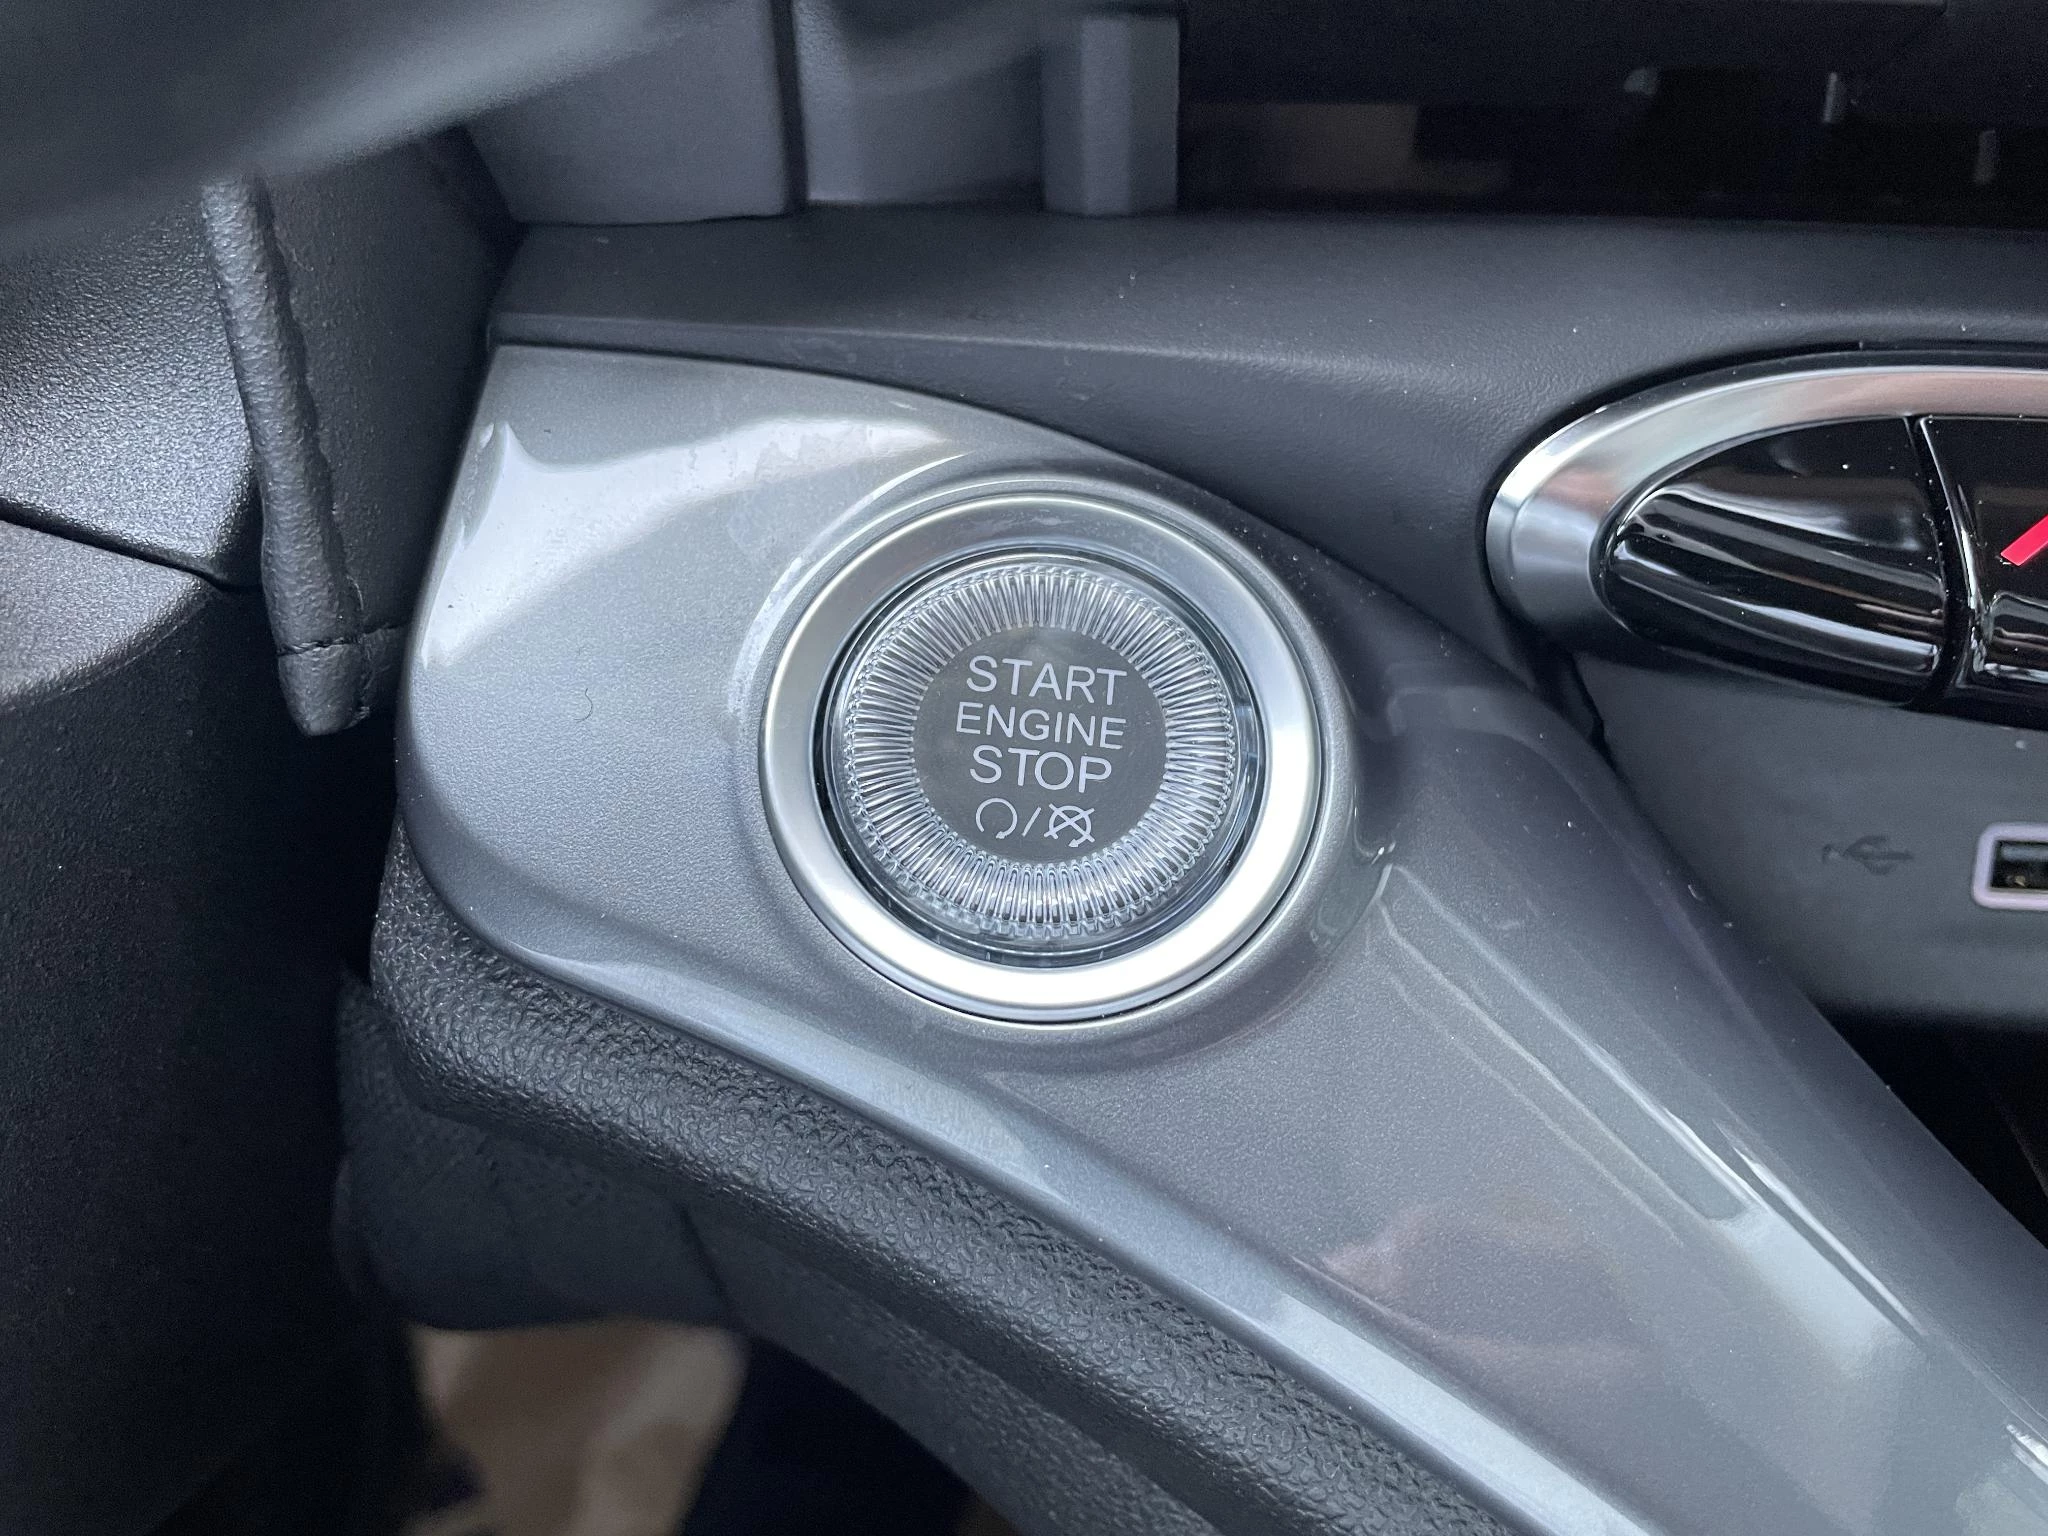 START
ENGINE
STOP
/